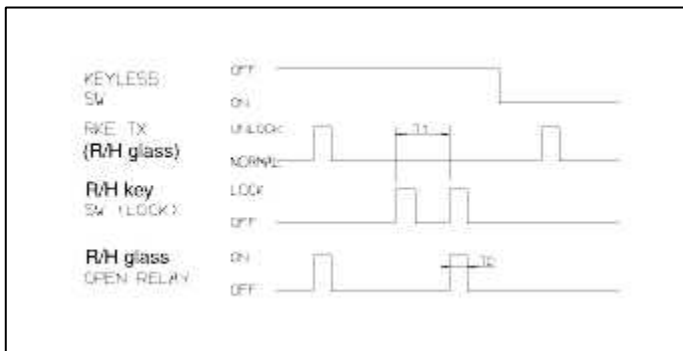 KEYLESS
SW
OFF
ON
RKE TX
(R/H glass)
UNLOCK
NORMAL
T1
R/H key
SW (LOCK)
LOCK
OFF
R/H glass
OPEN RELAY
ON
OFF
T2